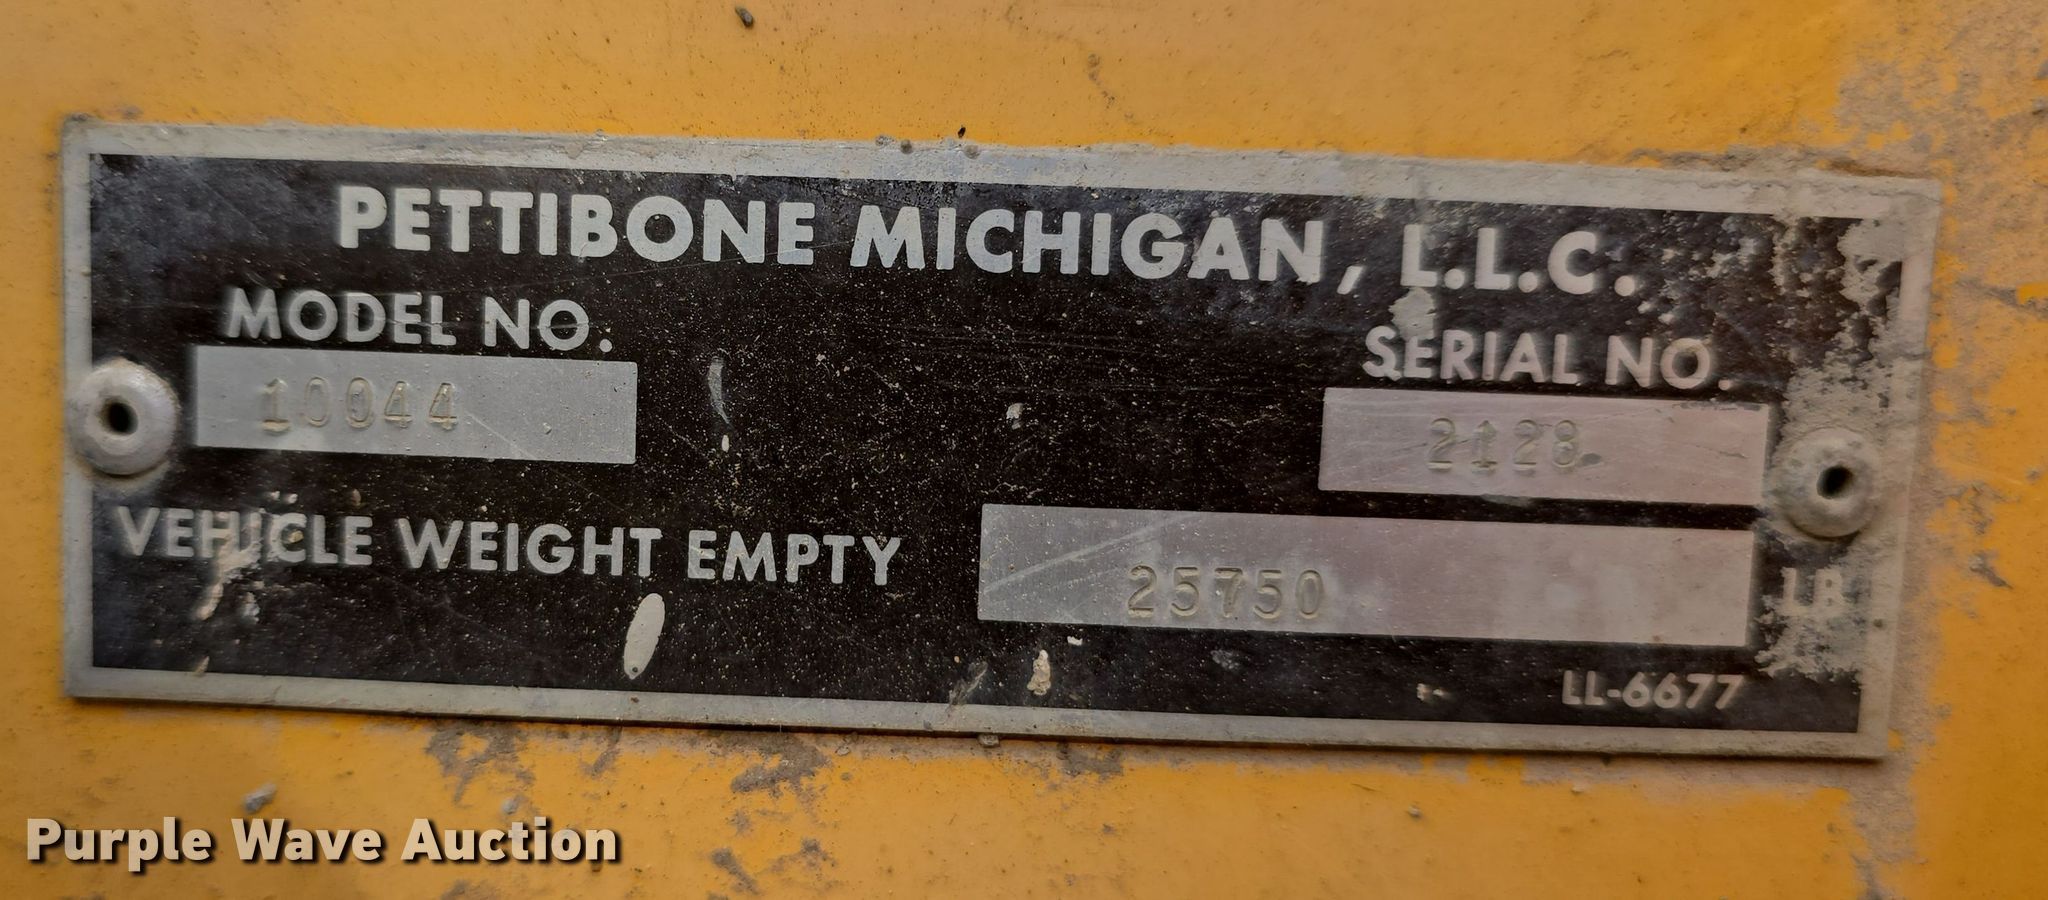 PETTIBONE MICHIGAN, L.L.C.
MODEL NO.
SERIAL NO.
10044
2128
VEHICLE WEIGHT EMPTY 25750 LB
LL-6677
Purple Wave Auction